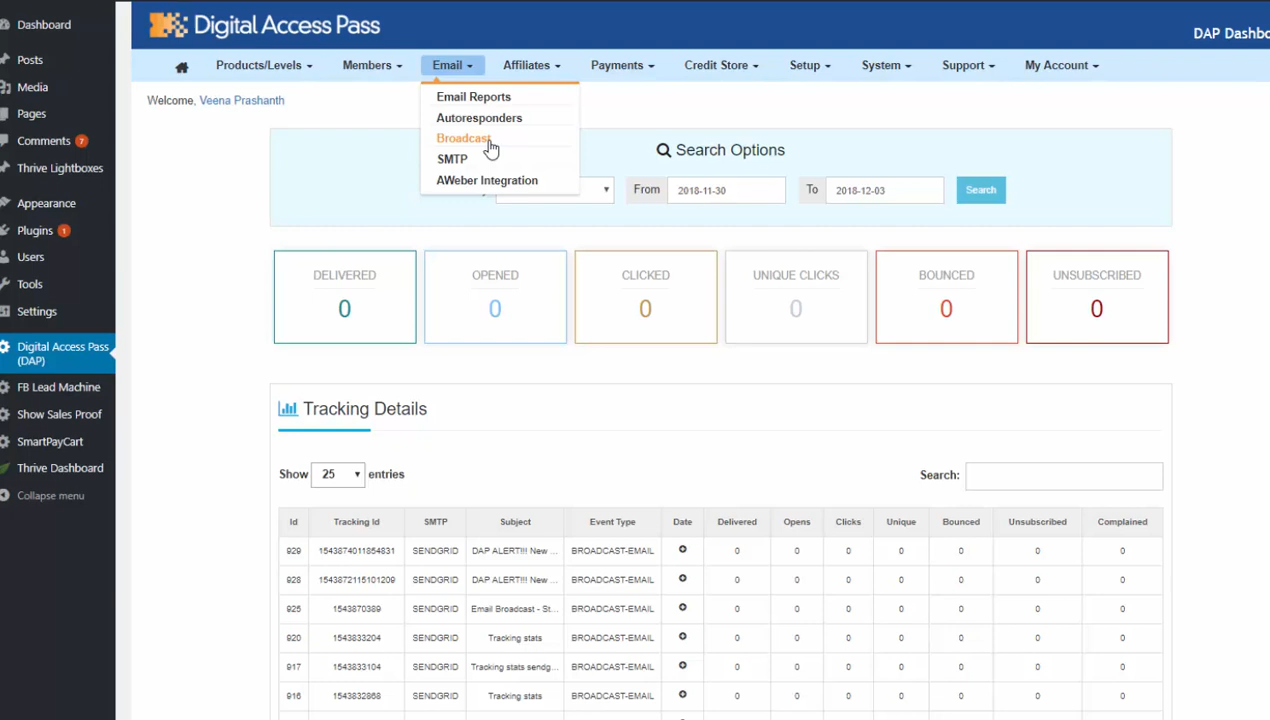 Dashboard
Posts
Media
Pages
Comments 7
Thrive Lightboxes
Appearance
Plugins 1
Users
Tools
Settings
Digital Access Pass
(DAP)
FB Lead Machine
Show Sales Proof
SmartPayCart
Thrive Dashboard
Collapse menu
Digital Access Pass
DAP Dashbo
Products/Levels Members Email Affiliates Payments Credit Store Setup System Support My Account
Welcome, Veena Prashanth
Email Reports
Autoresponders
Broadcast
SMTP
AWeber Integration
Search Options
From 2018-11-30 To 2018-12-03 Search
DELIVERED OPENED CLICKED UNIQUE CLICKS BOUNCED UNSUBSCRIBED
0 0 0 0 0 0
Tracking Details
Show 25 entries Search:
Id Tracking Id SMTP Subject Event Type Date Delivered Opens Clicks Unique Bounced Unsubscribed Complained
929 1543874011854831 SENDGRID DAP ALERT!!! New ... BROADCAST-EMAIL 0 0 0 0 0 0 0
928 1543872115101209 SENDGRID DAP ALERT!!! New ... BROADCAST-EMAIL 0 0 0 0 0 0 0
925 1543870389 SENDGRID Email Broadcast - St... BROADCAST-EMAIL 0 0 0 0 0 0 0
920 1543833204 SENDGRID Tracking stats BROADCAST-EMAIL 0 0 0 0 0 0 0
917 1543833104 SENDGRID Tracking stats sendg... BROADCAST-EMAIL 0 0 0 0 0 0 0
916 1543832868 SENDGRID Tracking stats BROADCAST-EMAIL 0 0 0 0 0 0 0